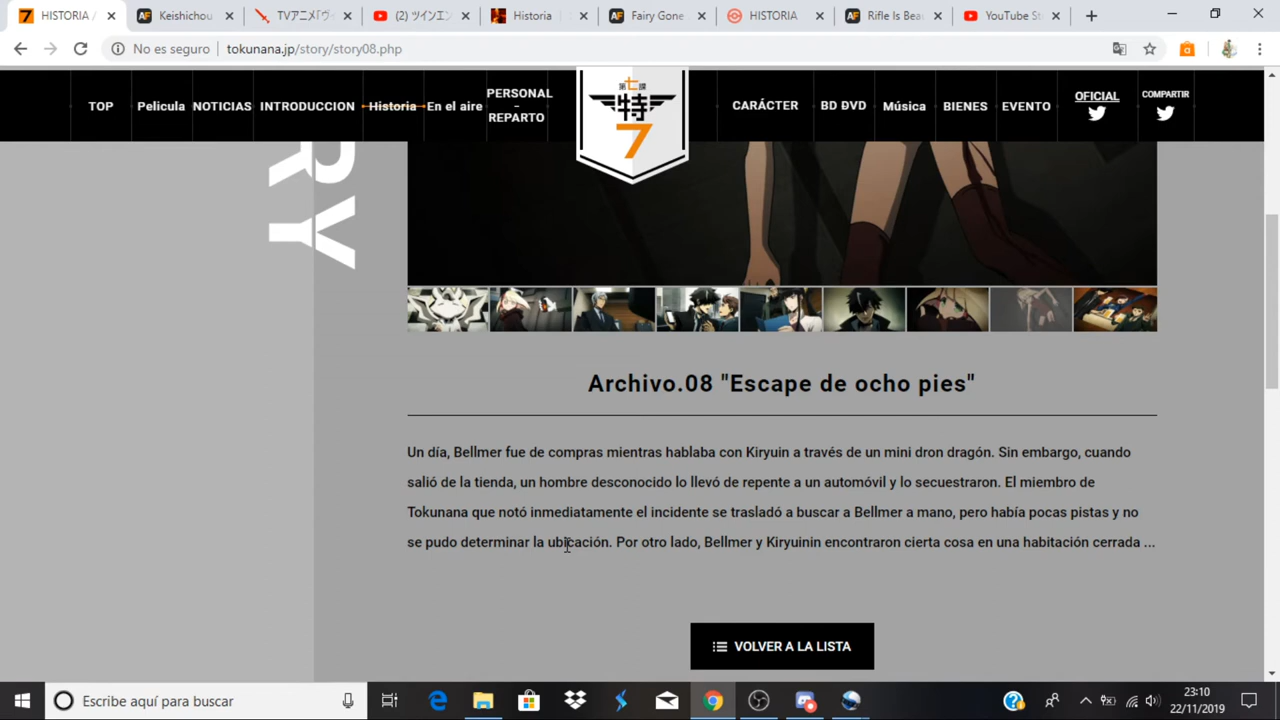 HISTORIA /
Keishichou
TVアニメ「ヴィ
(2) ツインエン
Historia
Fairy Gone
HISTORIA
Rifle Is Beau
YouTube St
No es seguro
tokunana.jp/story/story08.php
TOP
Pelicula
NOTICIAS
INTRODUCCION
Historia
En el aire
PERSONAL
-
REPARTO
第七課
特
7
CARÁCTER
BD ĐVD
Música
BIENES
EVENTO
OFICIAL
COMPARTIR
RY
Archivo.08 "Escape de ocho pies"
Un día, Bellmer fue de compras mientras hablaba con Kiryuin a través de un mini dron dragón. Sin embargo, cuando
salió de la tienda, un hombre desconocido lo llevó de repente a un automóvil y lo secuestraron. El miembro de
Tokunana que notó inmediatamente el incidente se trasladó a buscar a Bellmer a mano, pero había pocas pistas y no
se pudo determinar la ubicación. Por otro lado, Bellmer y Kiryuinin encontraron cierta cosa en una habitación cerrada ...
VOLVER A LA LISTA
Escribe aquí para buscar
23:10
22/11/2019